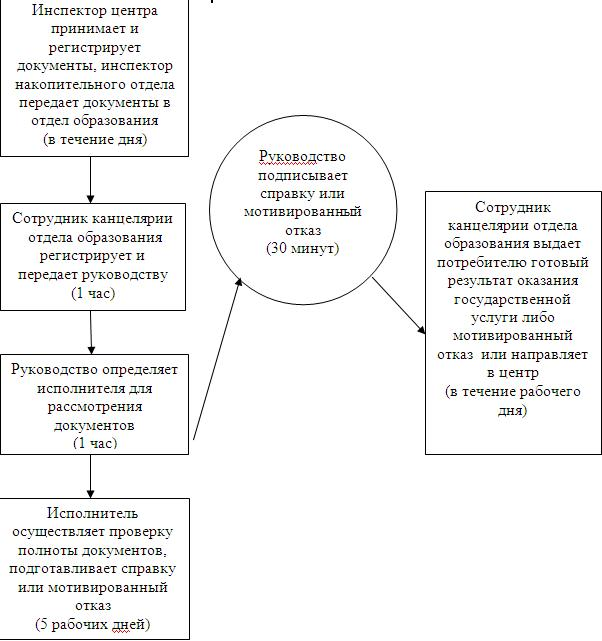 Инспектор центра
принимает и
регистрирует
документы, инспектор
накопительного отдела
передает документы в
отдел образования
(в течение дня)
Сотрудник канцелярии
отдела образования
регистрирует и
передает руководству
(1 час)
Руководство определяет
исполнителя для
рассмотрения
документов
(1 час)
Исполнитель
осуществляет проверку
полноты документов,
подготавливает справку
или мотивированный
отказ
(5 рабочих дней)
Руководство
подписывает
справку или
мотивированный
отказ
(30 минут)
Сотрудник
канцелярии отдела
образования выдает
потребителю готовый
результат оказания
государственной
услуги либо
мотивированный
отказ или направляет
в центр
(в течение рабочего
дня)